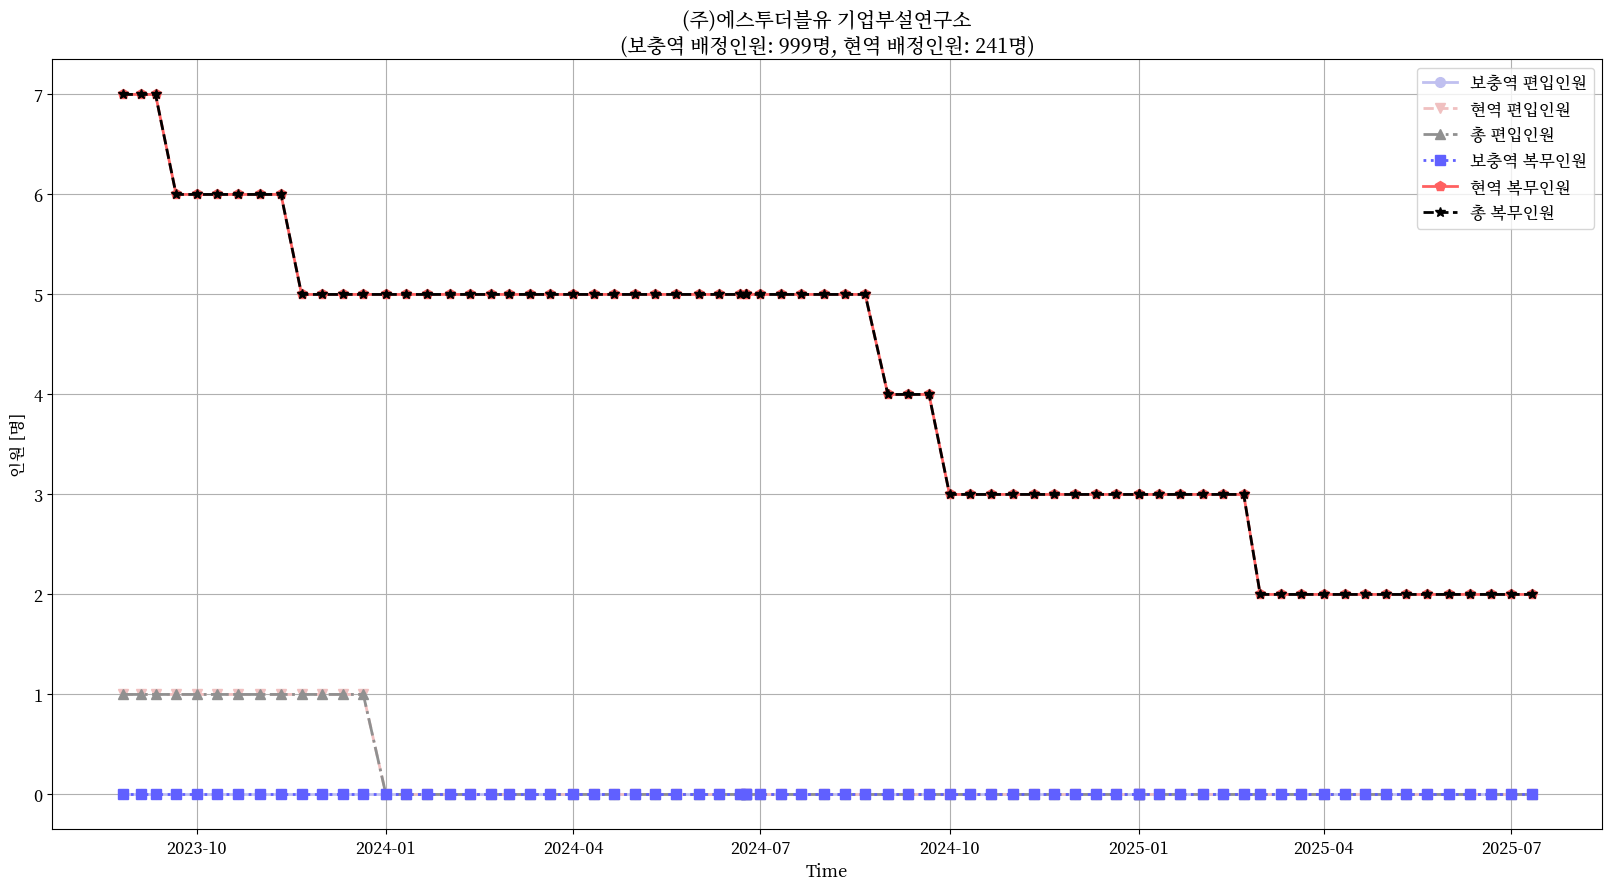 (주)에스투더블유 기업부설연구소
(보충역 배정인원: 999명, 현역 배정인원: 241명)
보충역 편입인원
현역 편입인원
총 편입인원
보충역 복무인원
현역 복무인원
총 복무인원
인원 [명]
7
6
5
4
3
2
1
0
2023-10
2024-01
2024-04
2024-07
2024-10
2025-01
2025-04
2025-07
Time